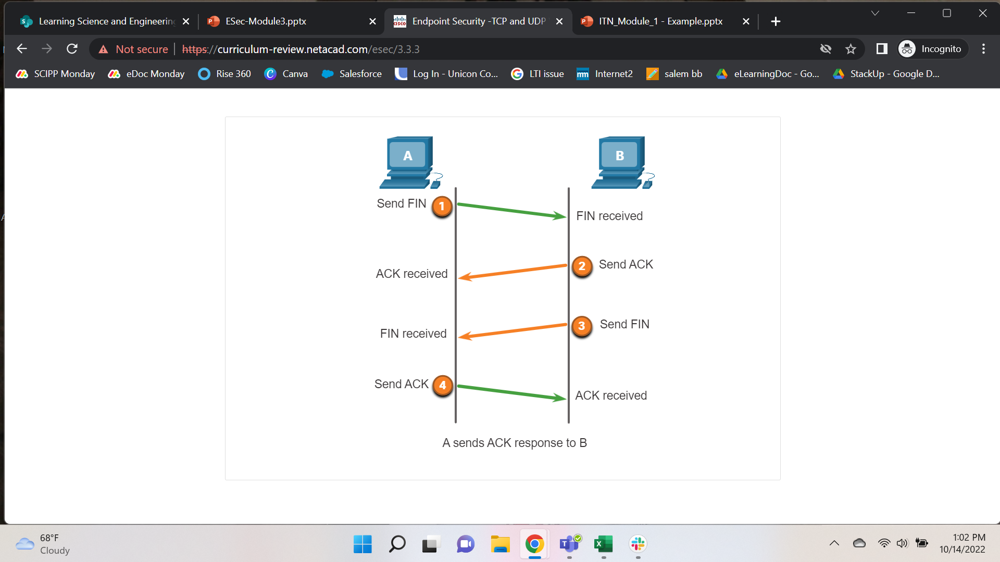 Learning Science and Engineering
ESec-Module3.pptx
Endpoint Security -TCP and UDP
ITN_Module_1 - Example.pptx
Not secure
https://curriculum-review.netacad.com/esec/3.3.3
Incognito
SCIPP Monday
eDoc Monday
Rise 360
Canva
Salesforce
Log In - Unicon Co...
LTI issue
Internet2
salem bb
eLearningDoc - Go...
StackUp - Google D...
A
B
Send FIN 1
FIN received
2 Send ACK
ACK received
3 Send FIN
FIN received
Send ACK 4
ACK received
A sends ACK response to B
68°F
Cloudy
1:02 PM
10/14/2022